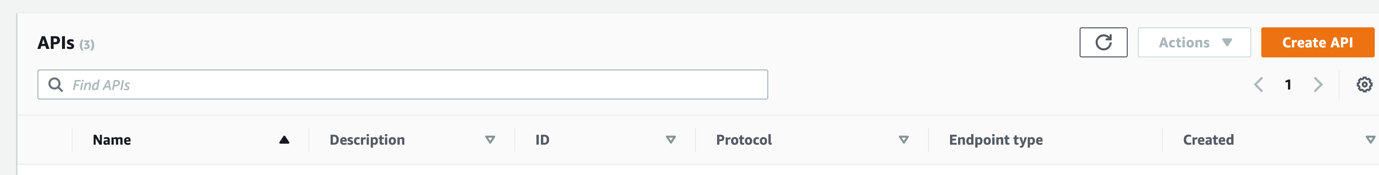 APIs (3)
Actions
Create API
Find APIs
1
Name Description ID Protocol Endpoint type Created